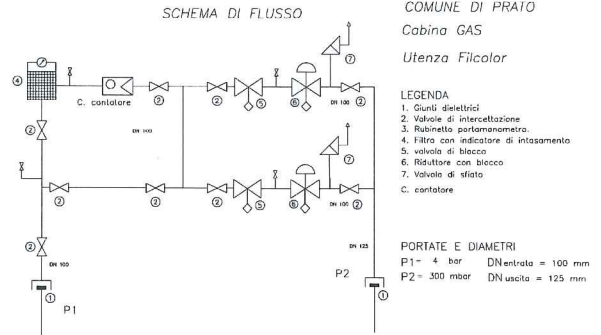 SCHEMA DI FLUSSO
COMUNE DI PRATO
Cabina GAS
Utenza Filcolor
7
4
C. contatore
2
2
5
6
DN 100
2
LEGENDA
1. Giunti dielettrici
2. Valvole di intercettazione
3. Rubinetto portamanometro.
4. Filtro con indicatore di intasamento
5. valvola di blocco
6. Riduttore con blocco
7. Valvola di sfiato
C. contatore
2
DN 100
7
2
2
2
5
6
DN 100
2
2
DN 100
DN 125
PORTATE E DIAMETRI
P1= 4 bar DN entrata = 100 mm
P2= 300 mbar DN uscita = 125 mm
P2
1
1
P1